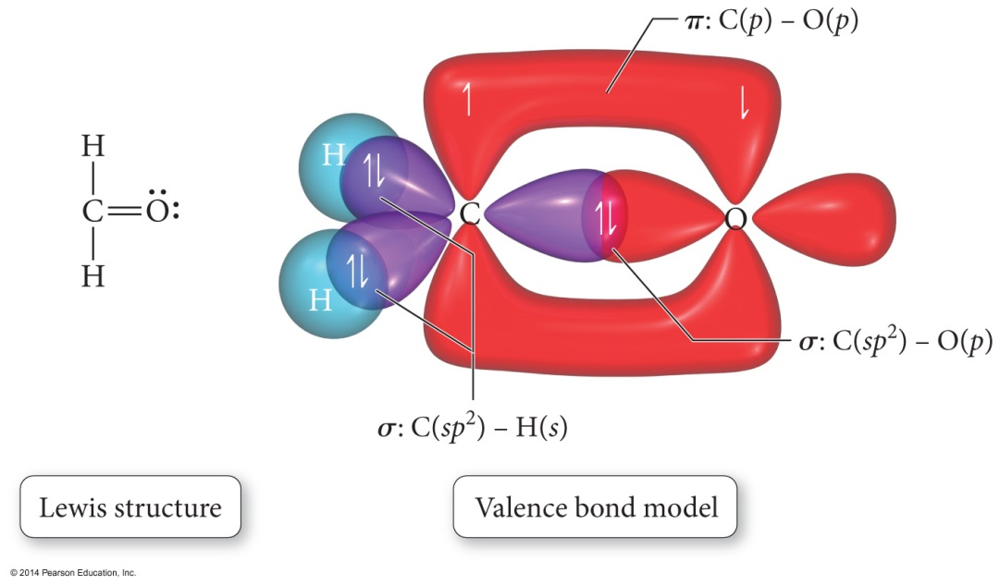 π: C(p) – O(p)
H
C=Ö:
H
H
H
C
O
σ: C(sp²) – O(p)
σ: C(sp²) – H(s)
Lewis structure
Valence bond model
© 2014 Pearson Education, Inc.